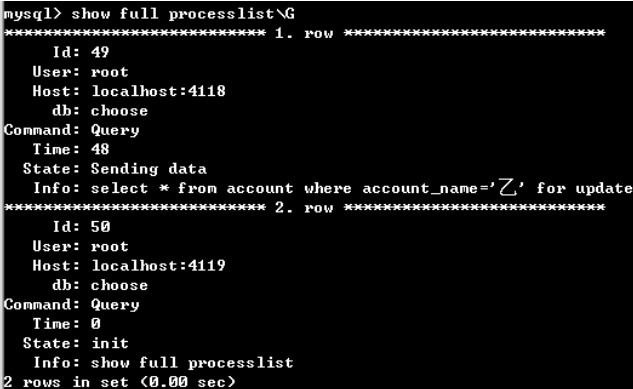 mysql> show full processlist\G
*************************** 1. row ***************************
     Id: 49
   User: root
   Host: localhost:4118
     db: choose
Command: Query
   Time: 48
  State: Sending data
   Info: select * from account where account_name='乙' for update
*************************** 2. row ***************************
     Id: 50
   User: root
   Host: localhost:4119
     db: choose
Command: Query
   Time: 0
  State: init
   Info: show full processlist
2 rows in set (0.00 sec)